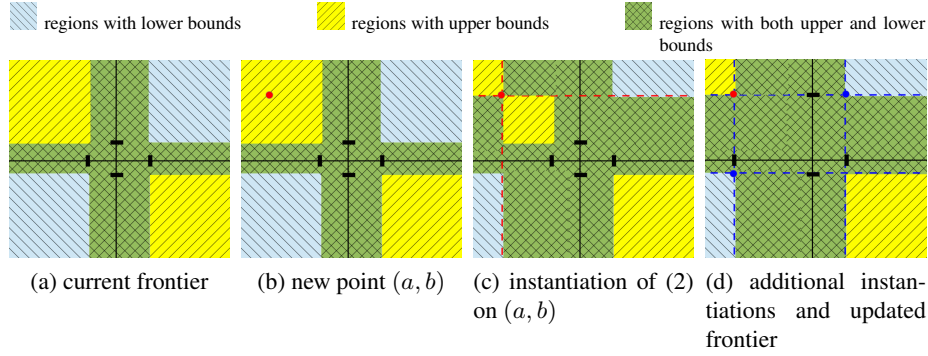 regions with lower bounds
regions with upper bounds
regions with both upper and lower
bounds
(a) current frontier
(b) new point (a, b)
(c) instantiation of (2)
on (a, b)
(d) additional instan-
tiations and updated
frontier